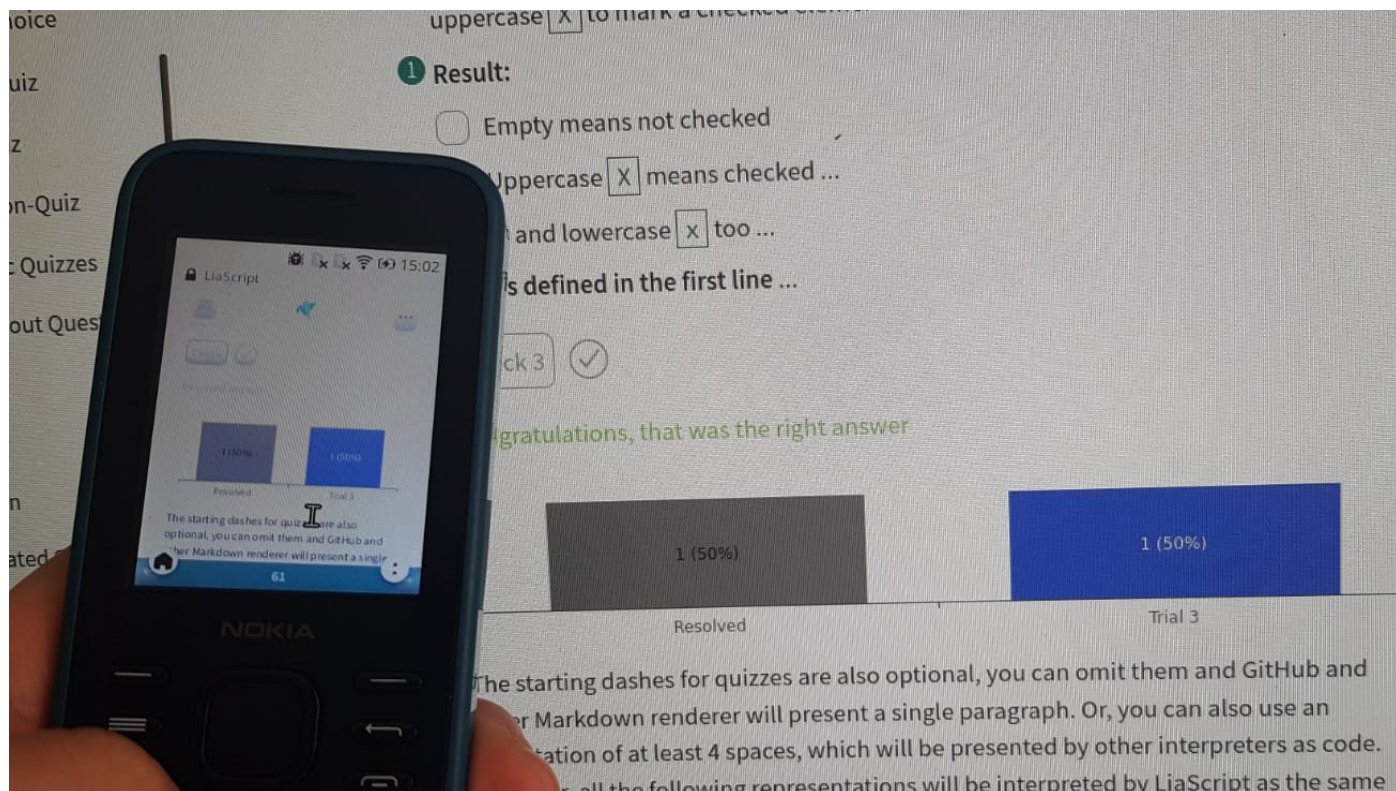 oice
uiz
z
on-Quiz
Quizzes
out Ques
n
ated
uppercase X to mark a checked
1 Result:
Empty means not checked
Uppercase X means checked ...
and lowercase x too ...
s defined in the first line ...
ck 3
gratulations, that was the right answer
1 (50%)
1 (50%)
Resolved
Trial 3
The starting dashes for quizzes are also optional, you can omit them and GitHub and
er Markdown renderer will present a single paragraph. Or, you can also use an
tation of at least 4 spaces, which will be presented by other interpreters as code.
all the following representations will be interpreted by LiaScript as the same
15:02
LiaScript
1 (50%)
1 (50%)
Resolved
Trial 3
The starting dashes for quiz are also
optional, you can omit them and GitHub and
her Markdown renderer will present a single
61
NOKIA